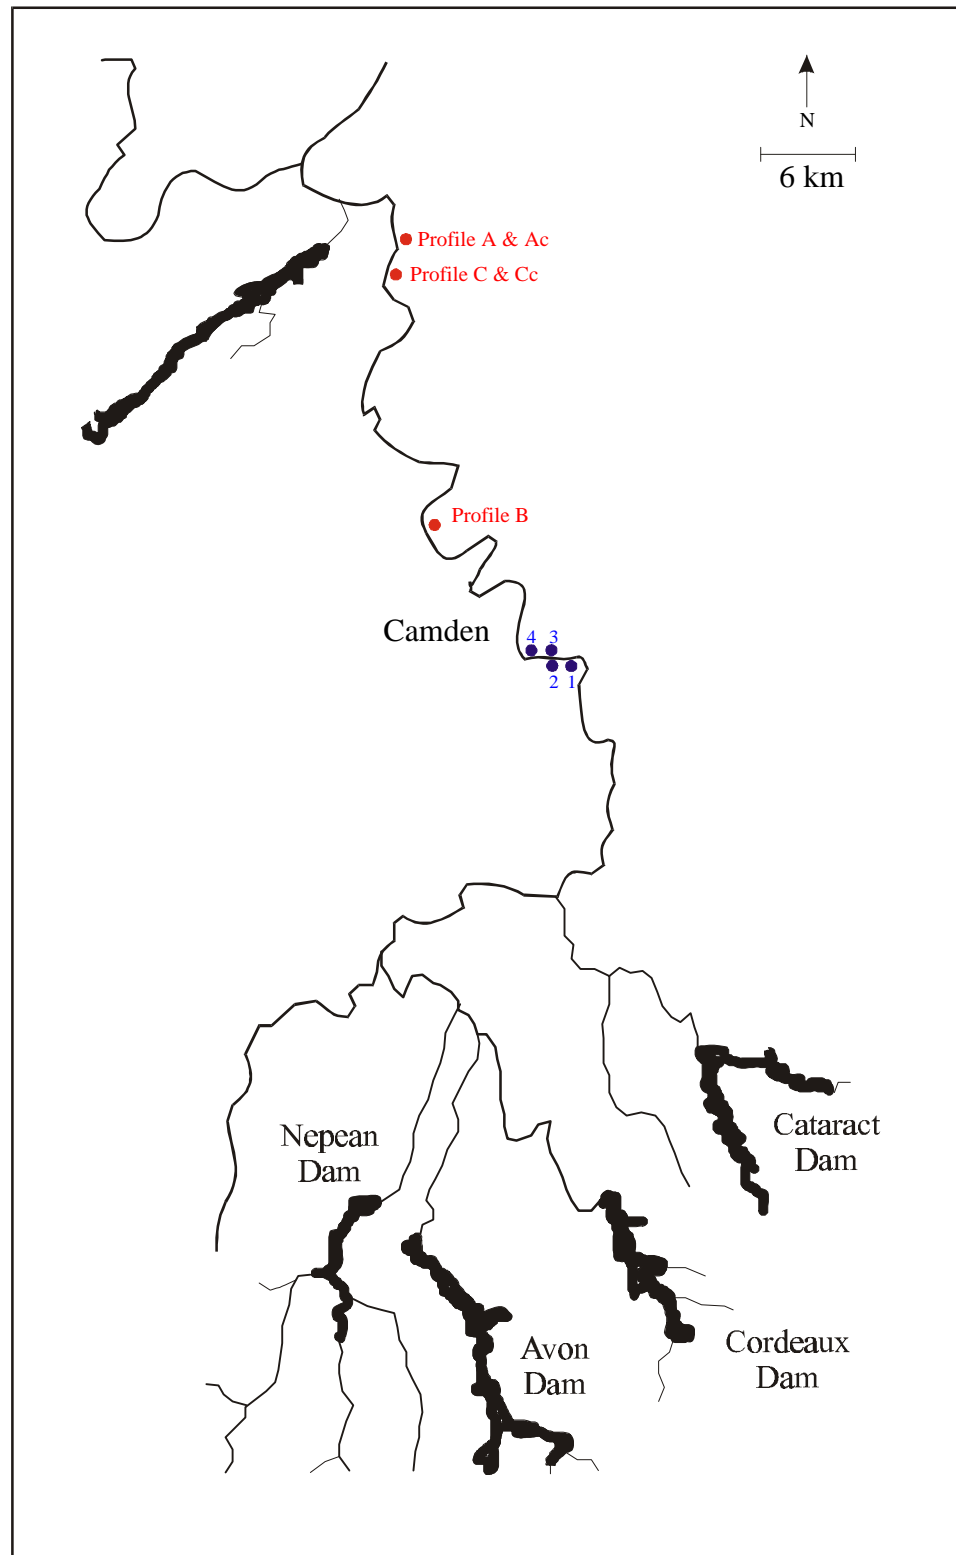 N
6 km
Profile A & Ac
Profile C & Cc
Profile B
Camden
4 3
2 1
Nepean
Dam
Cataract
Dam
Avon
Dam
Cordeaux
Dam